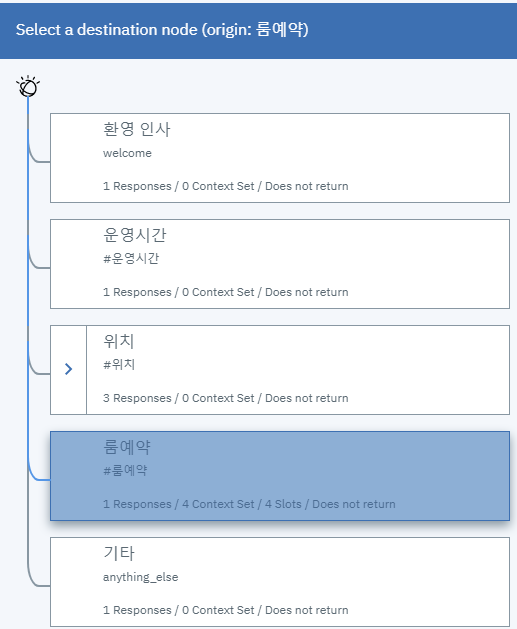 Select a destination node (origin: 룸예약)
환영 인사
welcome
1 Responses / 0 Context Set / Does not return
운영시간
#운영시간
1 Responses / 0 Context Set / Does not return
위치
#위치
3 Responses / 0 Context Set / Does not return
룸예약
#룸예약
1 Responses / 4 Context Set / 4 Slots / Does not return
기타
anything_else
1 Responses / 0 Context Set / Does not return